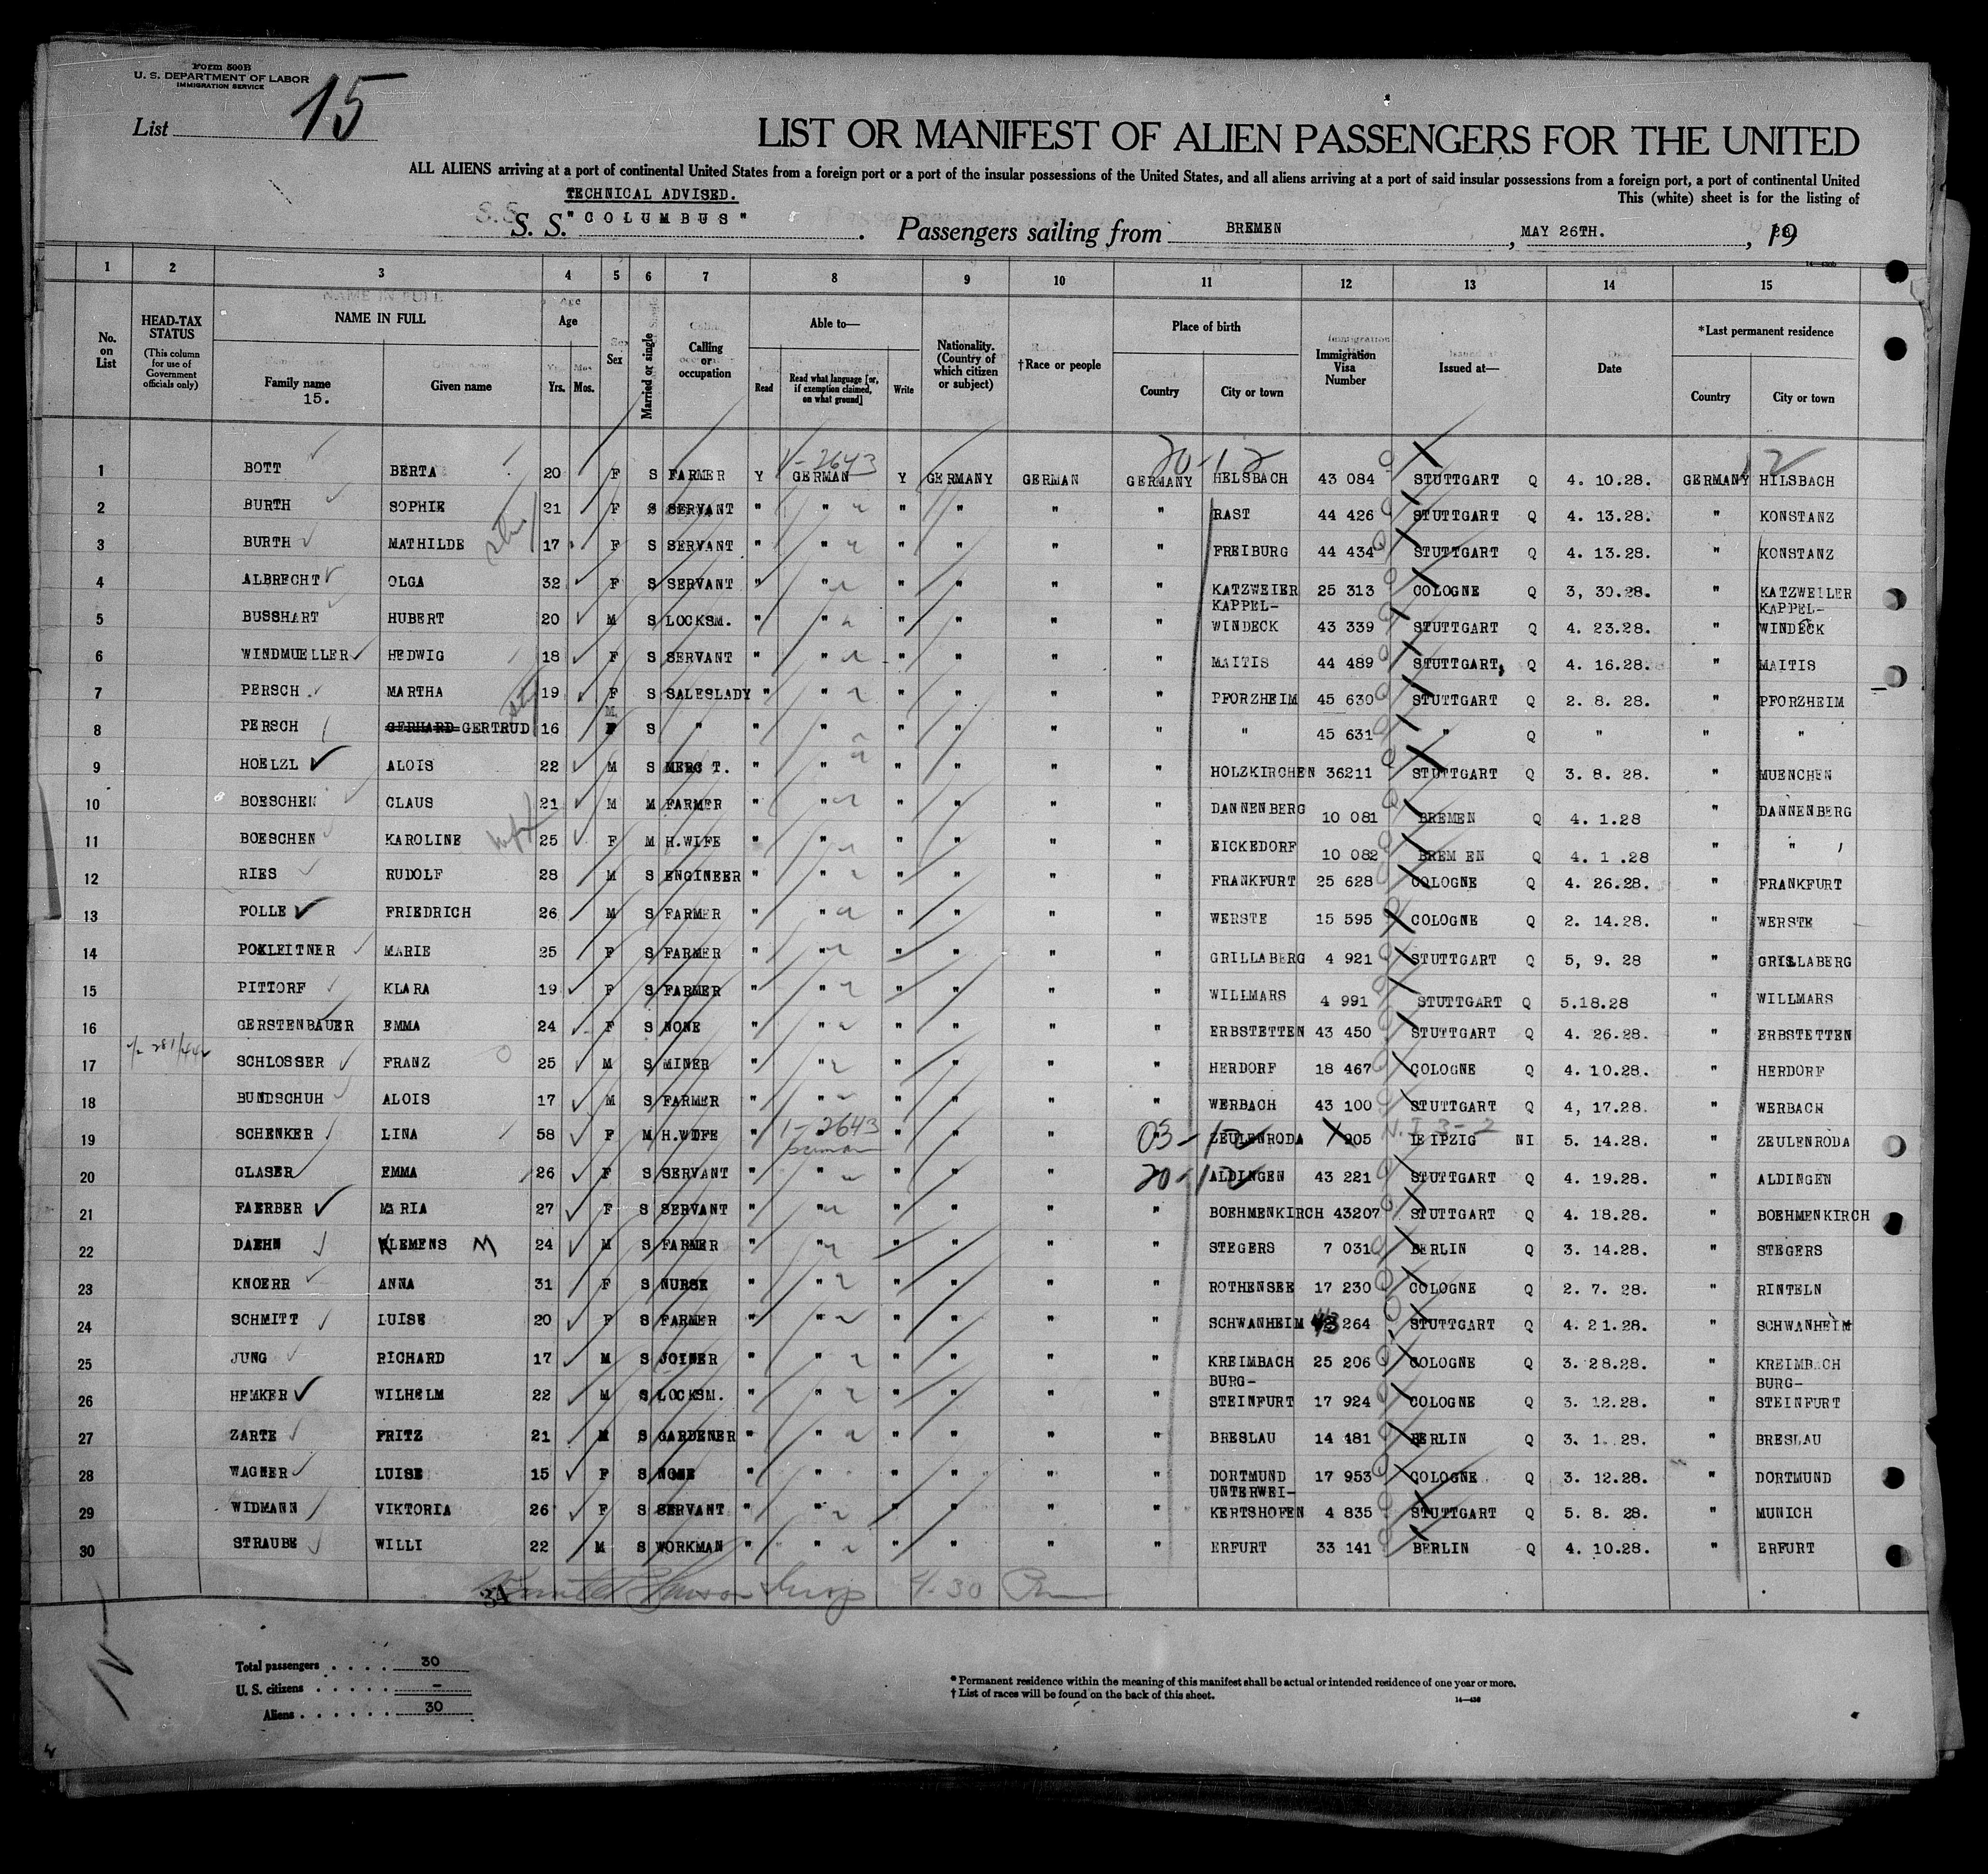 Form 500B
U. S. DEPARTMENT OF LABOR
IMMIGRATION SERVICE
List 15
LIST OR MANIFEST OF ALIEN PASSENGERS FOR THE UNITED
ALL ALIENS arriving at a port of continental United States from a foreign port or a port of the insular possessions of the United States, and all aliens arriving at a port of said insular possessions from a foreign port, a port of continental United
TECHNICAL ADVISED.
This (white) sheet is for the listing of
S. S. "COLUMBUS". Passengers sailing from BREMEN, MAY 26TH., 1928.
1 2 3 4 5 6 7 8 9 10 11 12 13 14 15
No. on List
HEAD-TAX STATUS (This column for use of Government officials only)
NAME IN FULL
Family name Given name
15.
Age
Yrs. Mos.
Sex
Married or single
Calling or occupation
Able to—
Read Read what language [or, if exemption claimed, on what ground] Write
Nationality. (Country of which citizen or subject)
†Race or people
Place of birth
Country City or town
Immigration Visa Number
Issued at—
Date
*Last permanent residence
Country City or town
1-2643 20-12 12
1 BOTT BERTA 20 F S FARMER Y GERMAN Y GERMANY GERMAN GERMANY HELSBACH 43 084 STUTTGART Q 4. 10.28. GERMANY HILSBACH
2 BURTH SOPHIE 21 F S SERVANT " " " " " " RAST 44 426 STUTTGART Q 4. 13.28. " KONSTANZ
3 BURTH MATHILDE 17 F S SERVANT " " " " " " FREIBURG 44 434 STUTTGART Q 4. 13.28. " KONSTANZ
4 ALBRECHT OLGA 32 F S SERVANT " " " " " " KATZWEIER 25 313 COLOGNE Q 3, 30.28. " KATZWEILER
5 BUSSHART HUBERT 20 M S LOCKSM. " " " " " " KAPPEL-WINDECK 43 339 STUTTGART Q 4. 23.28. " KAPPEL-WINDECK
6 WINDMUELLER HEDWIG 18 F S SERVANT " " " " " " MAITIS 44 489 STUTTGART, Q 4. 16.28. " MAITIS
7 PERSCH MARTHA 19 F S SALESLADY " " " " " " PFORZHEIM 45 630 STUTTGART Q 2. 8. 28. " PFORZHEIM
8 PERSCH GERHARD GERTRUD 16 M F S " " " " " " " " 45 631 " Q " " "
9 HOELZL ALOIS 22 M S MERC T. " " " " " " HOLZKIRCHEN 36211 STUTTGART Q 3. 8. 28. " MUENCHEN
10 BOESCHEN CLAUS 21 M M FARMER " " " " " " DANNENBERG 10 081 BREMEN Q 4. 1.28 " DANNENBERG
11 BOESCHEN KAROLINE 25 F M H.WIFE " " " " " " EICKEDORF 10 082 BREM EN Q 4. 1 .28 " "
12 RIES RUDOLF 28 M S ENGINEER " " " " " " FRANKFURT 25 628 COLOGNE Q 4. 26.28. " FRANKFURT
13 FOLLE FRIEDRICH 26 M S FARMER " " " " " " WERSTE 15 595 COLOGNE Q 2. 14.28. " WERSTE
14 POKLEITNER MARIE 25 F S FARMER " " " " " " GRILLABERG 4 921 STUTTGART Q 5, 9. 28 " GRILLABERG
15 PITTORF KLARA 19 F S FARMER " " " " " " WILLMARS 4 991 STUTTGART Q 5.18.28 " WILLMARS
16 GERSTENBAUER EMMA 24 F S NONE " " " " " " ERBSTETTEN 43 450 STUTTGART Q 4. 26.28. " ERBSTETTEN
17 SCHLOSSER FRANZ 25 M S MINER " " " " " " HERDORF 18 467 COLOGNE Q 4. 10.28. " HERDORF
18 BUNDSCHUH ALOIS 17 M S FARMER " " " " " " WERBACH 43 100 STUTTGART Q 4, 17.28. " WERBACH
1-2643 03-12 N.I 3-2
19 SCHENKER LINA 58 F M H.WIFE " German " " " " ZEULENRODA 205 LEIPZIG NI 5. 14.28. " ZEULENRODA
20-12
20 GLASER EMMA 26 F S SERVANT " " " " " " ALDINGEN 43 221 STUTTGART Q 4. 19.28. " ALDINGEN
21 FAERBER MARIA 27 F S SERVANT " " " " " " BOEHMENKIRCH 43207 STUTTGART Q 4. 18.28. " BOEHMENKIRCH
22 DAEHN KLEMENS M 24 M S FARMER " " " " " " STEGERS 7 031 BERLIN Q 3. 14.28. " STEGERS
23 KNOERR ANNA 31 F S NURSE " " " " " " ROTHENSEE 17 230 COLOGNE Q 2. 7. 28. " RINTELN
24 SCHMITT LUISE 20 F S FARMER " " " " " " SCHWANHEIM 43 264 STUTTGART Q 4. 21.28. " SCHWANHEIM
25 JUNG RICHARD 17 M S JOINER " " " " " " KREIMBACH 25 206 COLOGNE Q 3. 28.28. " KREIMBACH
26 HEMKER WILHELM 22 M S LOCKSM. " " " " " " BURG-STEINFURT 17 924 COLOGNE Q 3. 12.28. " BURG-STEINFURT
27 ZARTE FRITZ 21 M S GARDENER " " " " " " BRESLAU 14 481 BERLIN Q 3. 1. 28. " BRESLAU
28 WAGNER LUISE 15 F S NONE " " " " " " DORTMUND 17 953 COLOGNE Q 3. 12.28. " DORTMUND
29 WIDMANN VIKTORIA 26 F S SERVANT " " " " " " UNTERWEI-KERTSHOFEN 4 835 STUTTGART Q 5. 8. 28. " MUNICH
30 STRAUBE WILLI 22 M S WORKMAN " " " " " " ERFURT 33 141 BERLIN Q 4. 10.28. " ERFURT
Total passengers . . . . 30
U. S. citizens . . . . . –
Aliens . . . . . . 30
* Permanent residence within the meaning of this manifest shall be actual or intended residence of one year or more.
† List of races will be found on the back of this sheet.